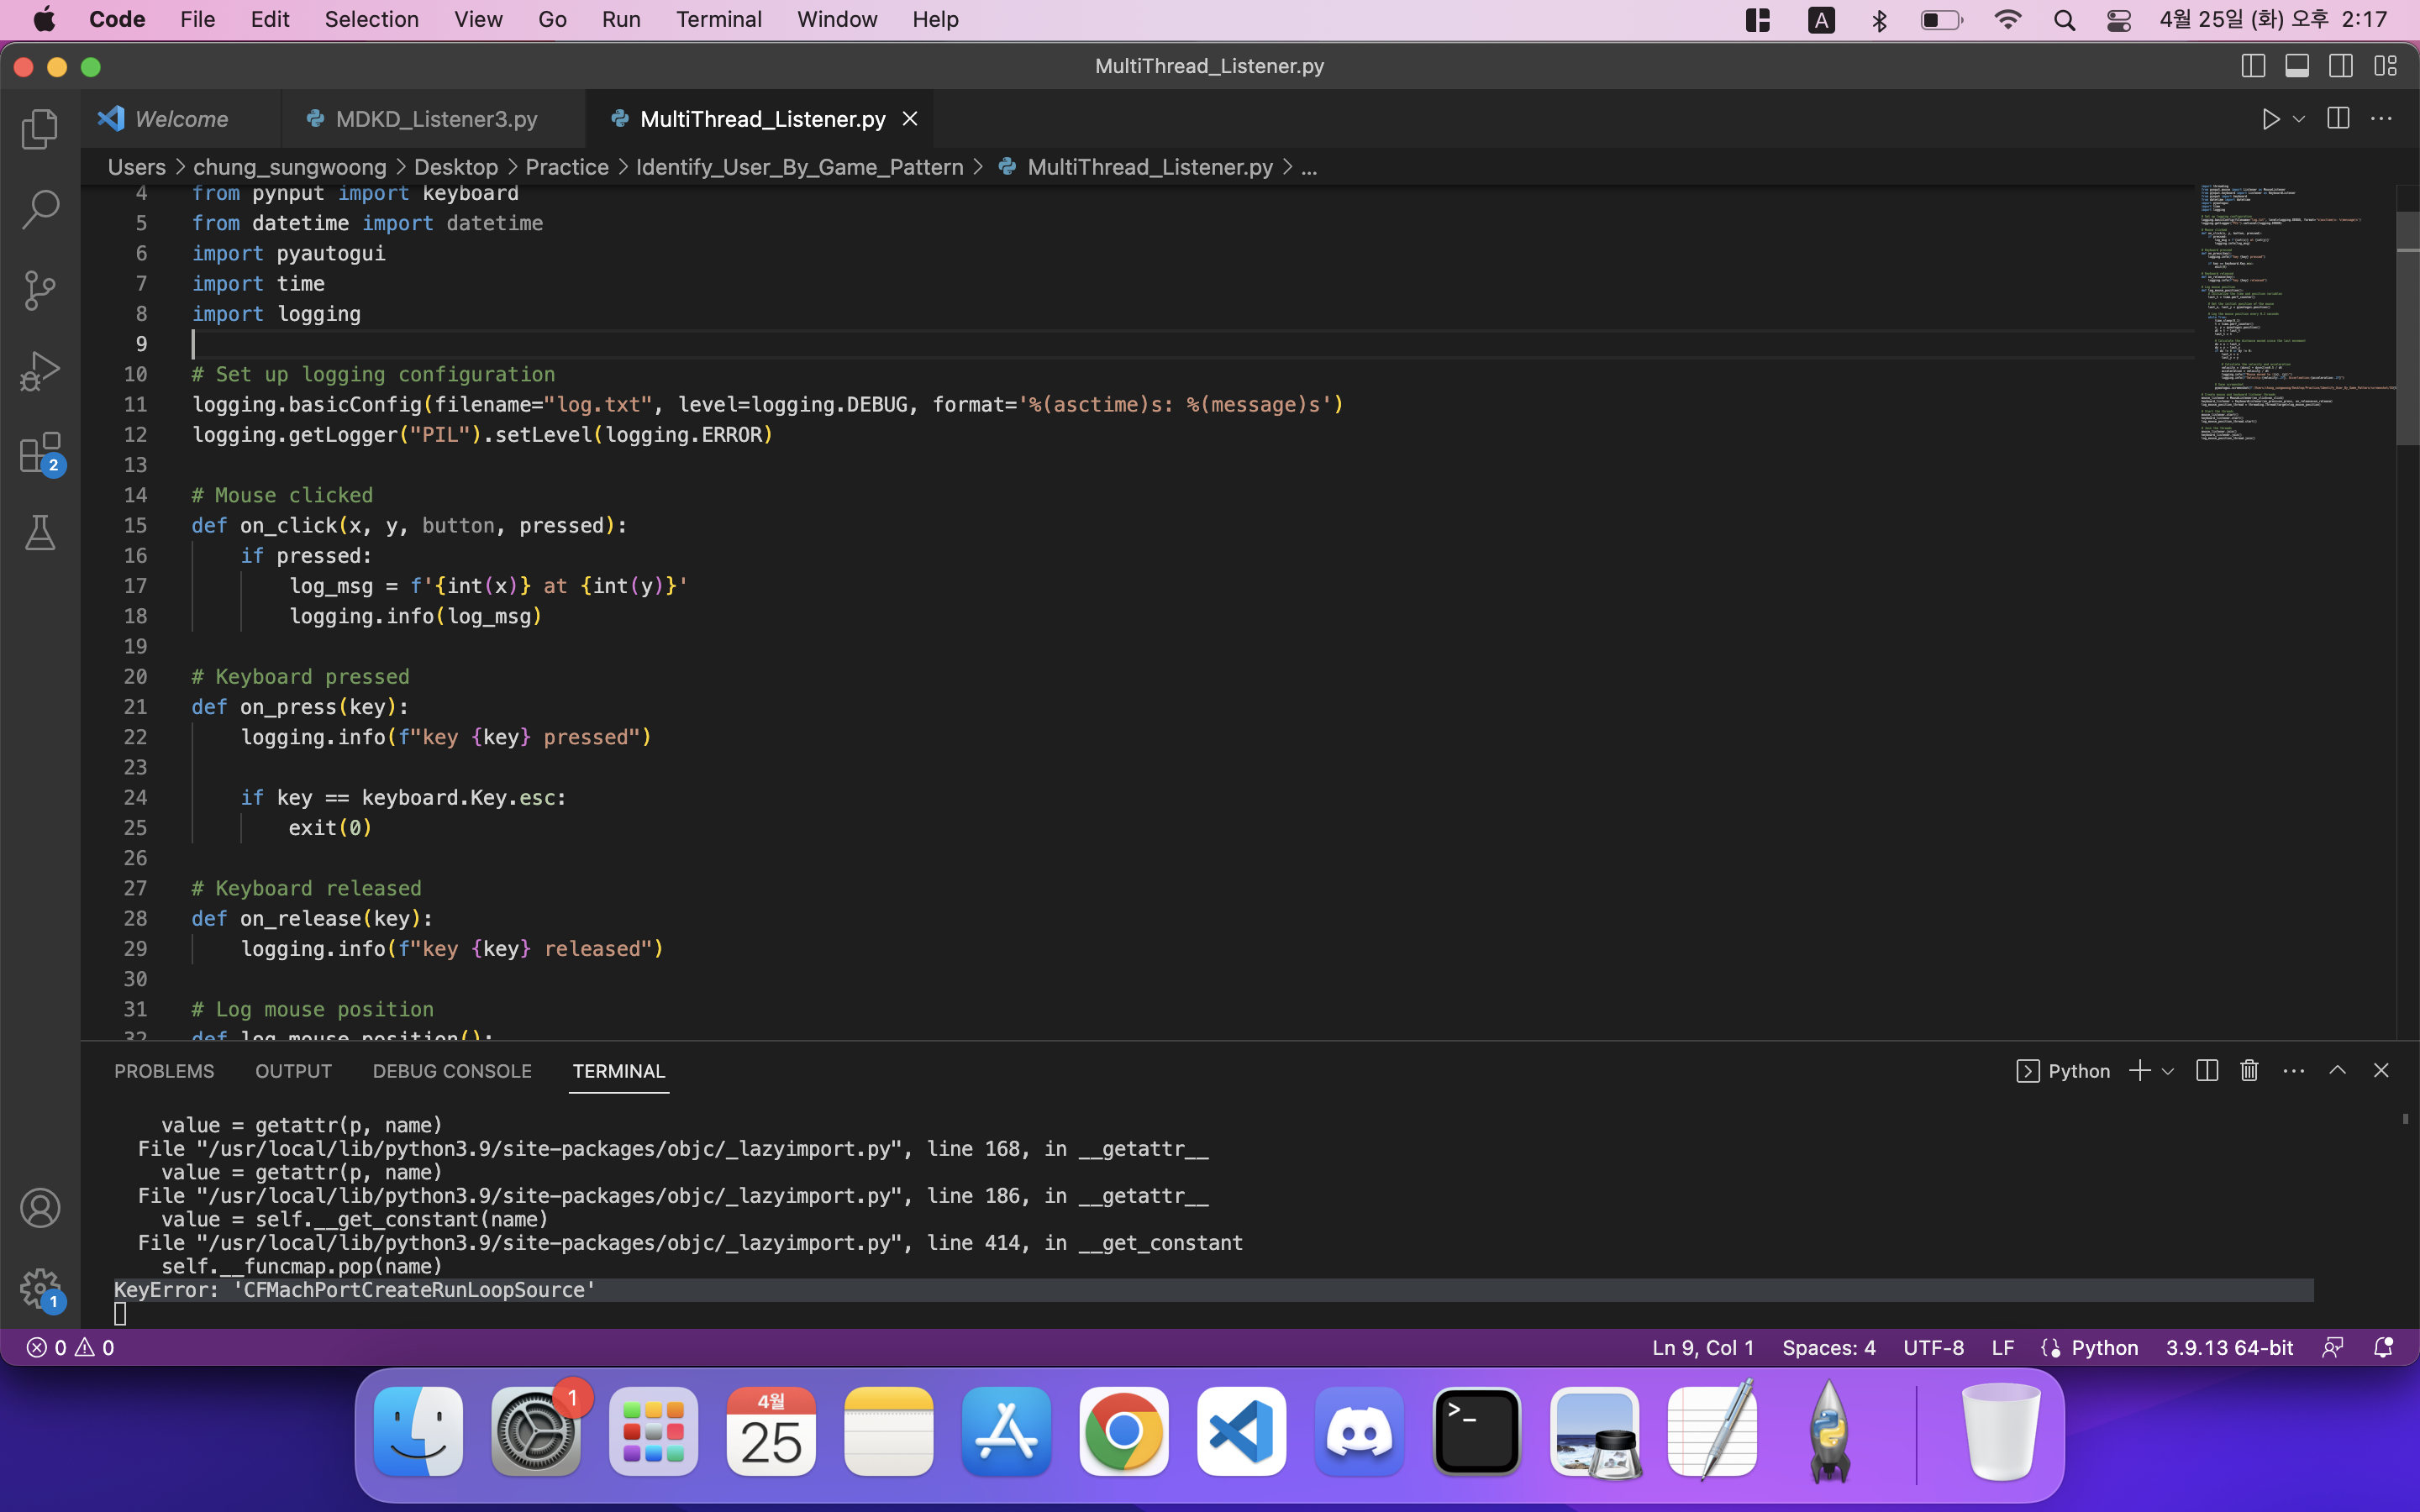 Code File Edit Selection View Go Run Terminal Window Help A 4월 25일 (화) 오후 2:17
MultiThread_Listener.py
Welcome MDKD_Listener3.py MultiThread_Listener.py
Users > chung_sungwoong > Desktop > Practice > Identify_User_By_Game_Pattern > MultiThread_Listener.py > ...
4 from pynput import keyboard
5 from datetime import datetime
6 import pyautogui
7 import time
8 import logging
9
10 # Set up logging configuration
11 logging.basicConfig(filename="log.txt", level=logging.DEBUG, format='%(asctime)s: %(message)s')
12 logging.getLogger("PIL").setLevel(logging.ERROR)
13
14 # Mouse clicked
15 def on_click(x, y, button, pressed):
16 if pressed:
17 log_msg = f'{int(x)} at {int(y)}'
18 logging.info(log_msg)
19
20 # Keyboard pressed
21 def on_press(key):
22 logging.info(f"key {key} pressed")
23
24 if key == keyboard.Key.esc:
25 exit(0)
26
27 # Keyboard released
28 def on_release(key):
29 logging.info(f"key {key} released")
30
31 # Log mouse position
32 def log_mouse_position():
2
PROBLEMS OUTPUT DEBUG CONSOLE TERMINAL Python
value = getattr(p, name)
File "/usr/local/lib/python3.9/site-packages/objc/_lazyimport.py", line 168, in __getattr__
value = getattr(p, name)
File "/usr/local/lib/python3.9/site-packages/objc/_lazyimport.py", line 186, in __getattr__
value = self.__get_constant(name)
File "/usr/local/lib/python3.9/site-packages/objc/_lazyimport.py", line 414, in __get_constant
self.__funcmap.pop(name)
KeyError: 'CFMachPortCreateRunLoopSource'
1
0 0 Ln 9, Col 1 Spaces: 4 UTF-8 LF Python 3.9.13 64-bit
1
4월
25
>_